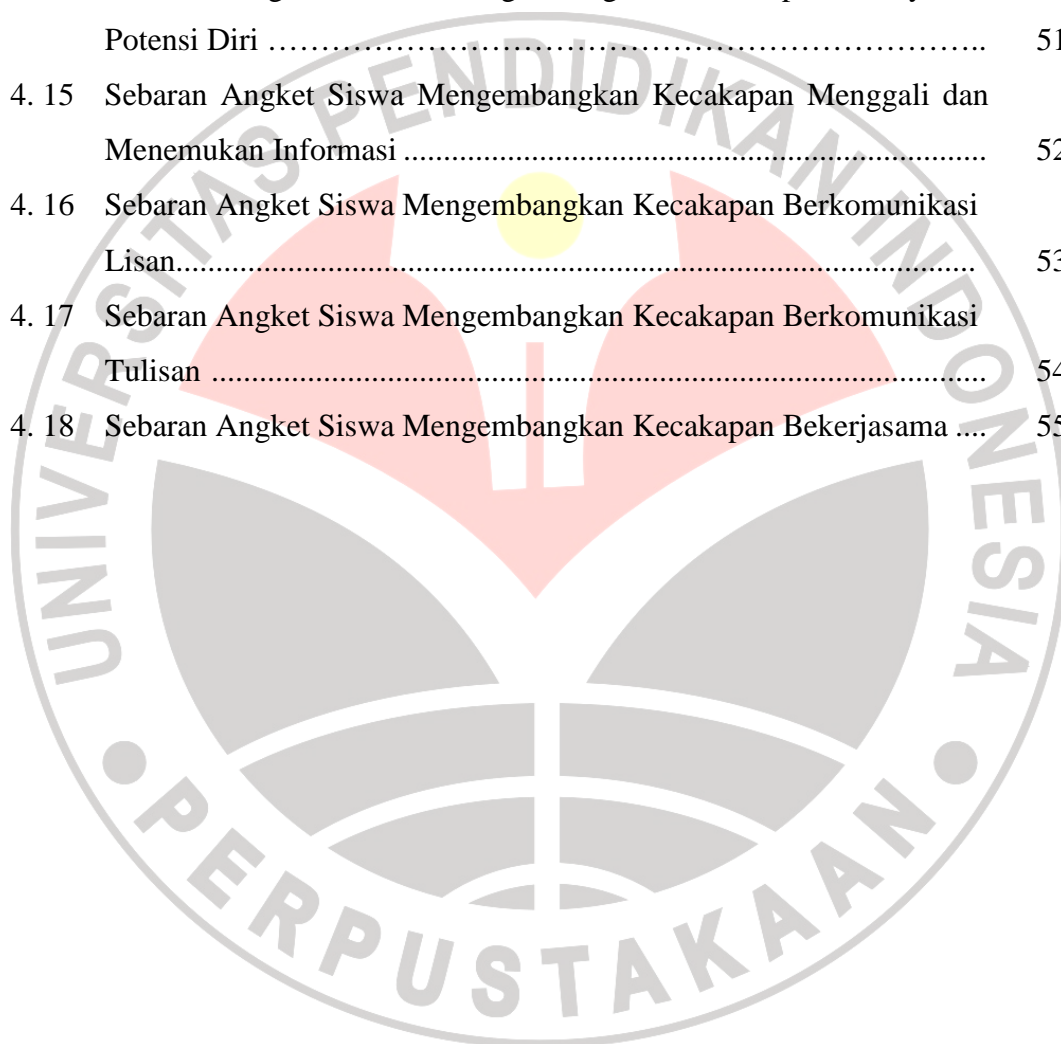 Potensi Diri ……………………………………………………….. 51
4. 15 Sebaran Angket Siswa Mengembangkan Kecakapan Menggali dan
Menemukan Informasi .......................................................................... 52
4. 16 Sebaran Angket Siswa Mengembangkan Kecakapan Berkomunikasi
Lisan..................................................................................................... 53
4. 17 Sebaran Angket Siswa Mengembangkan Kecakapan Berkomunikasi
Tulisan .................................................................................................. 54
4. 18 Sebaran Angket Siswa Mengembangkan Kecakapan Bekerjasama .... 55
UNIVERSITAS PENDIDIKAN INDONESIA
PERPUSTAKAAN